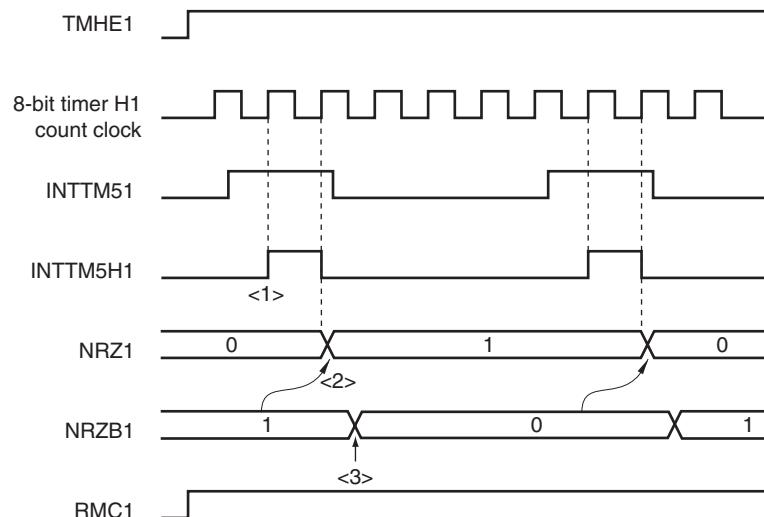 TMHE1
8-bit timer H1
count clock
INTTM51
INTTM5H1
<1>
NRZ1
0
1
0
<2>
NRZB1
1
0
1
<3>
RMC1